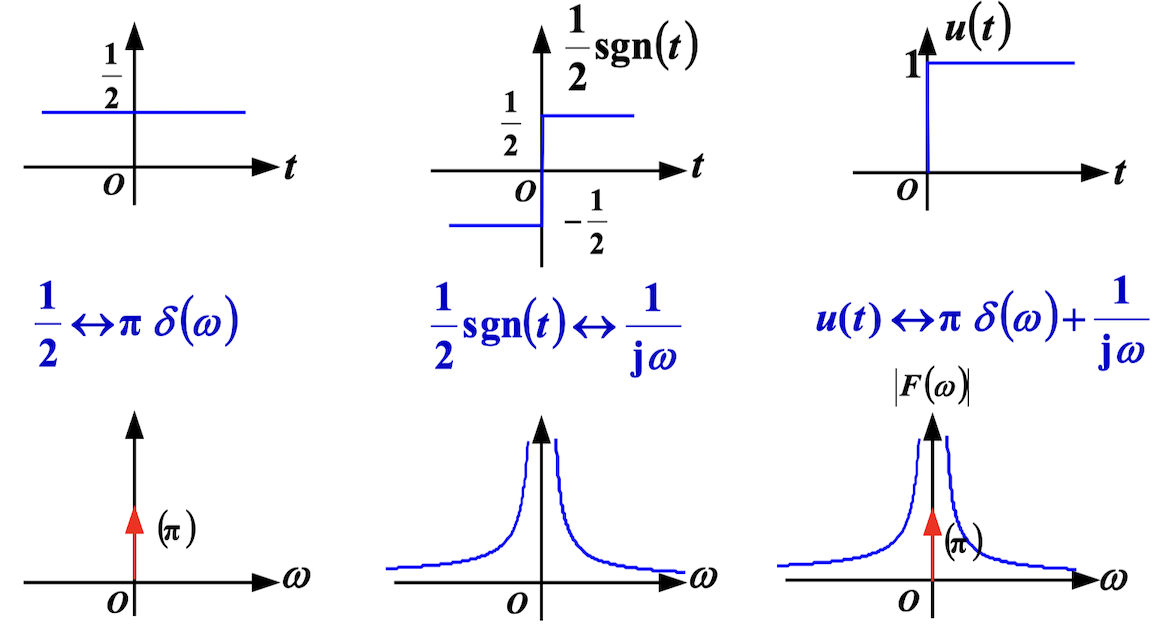 1/2
t
O
1/2 sgn(t)
1/2
t
O
-1/2
u(t)
1
t
O
1/2 ↔ π δ(ω)
1/2 sgn(t) ↔ 1/jω
u(t) ↔ π δ(ω) + 1/jω
(π)
ω
O
ω
O
|F(ω)|
(π)
ω
O